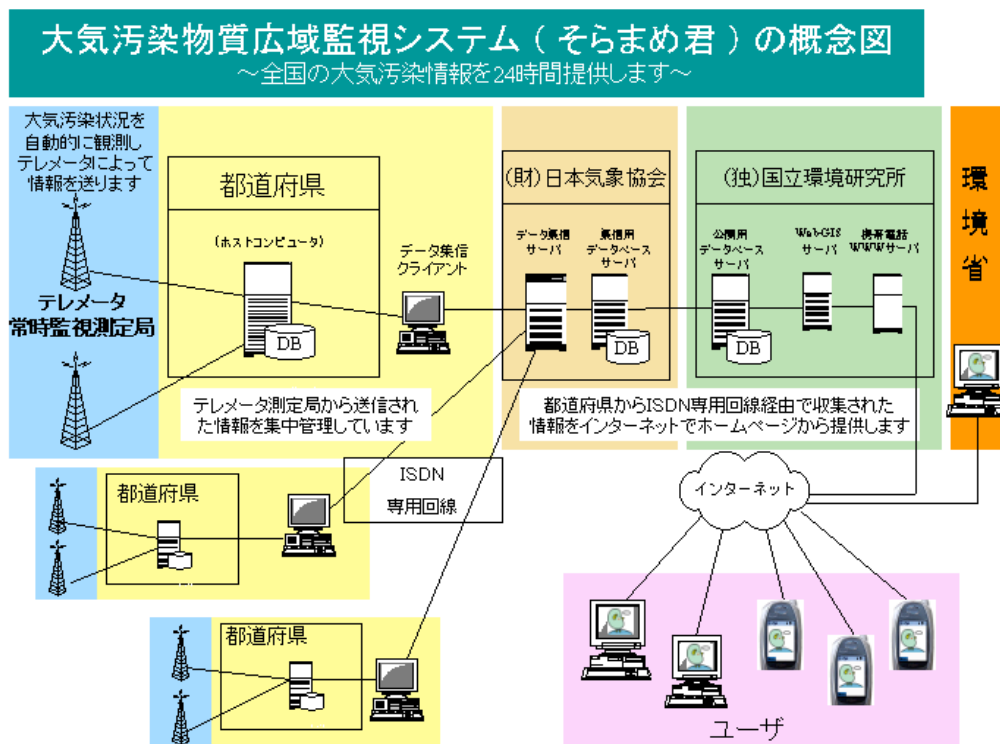 大気汚染物質広域監視システム ( そらまめ君 ) の概念図
～全国の大気汚染情報を24時間提供します～
大気汚染状況を
自動的に観測し
テレメータによって
情報を送ります
テレメータ
常時監視測定局
都道府県
(ホストコンピュータ)
DB
データ集信
クライアント
テレメータ測定局から送信され
た情報を集中管理しています
(財)日本気象協会
データ集信
サーバ
集信用
データベース
サーバ
DB
(独)国立環境研究所
公開用
データベース
サーバ
DB
Web-GIS
サーバ
携帯電話
WWWサーバ
都道府県からISDN専用回線経由で収集された
情報をインターネットでホームページから提供します
環
境
省
ISDN
専用回線
都道府県
都道府県
インターネット
ユーザ